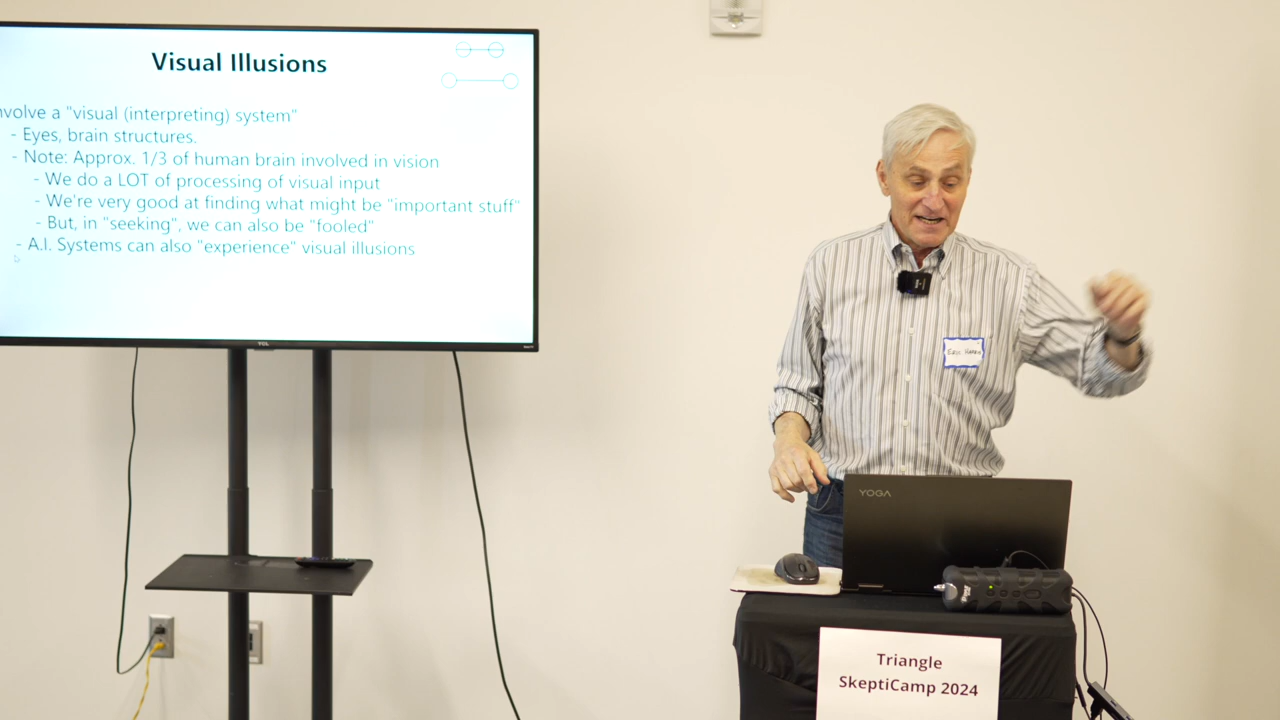 Visual Illusions
nvolve a "visual (interpreting) system"
- Eyes, brain structures.
- Note: Approx. 1/3 of human brain involved in vision
- We do a LOT of processing of visual input
- We're very good at finding what might be "important stuff"
- But, in "seeking", we can also be "fooled"
- A.I. Systems can also "experience" visual illusions
TCL
Eric
YOGA
Triangle
SkeptiCamp 2024